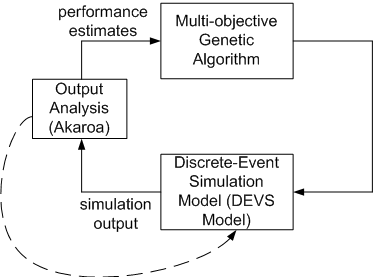 performance
estimates
Multi-objective
Genetic
Algorithm
Output
Analysis
(Akaroa)
Discrete-Event
Simulation
Model (DEVS
Model)
simulation
output